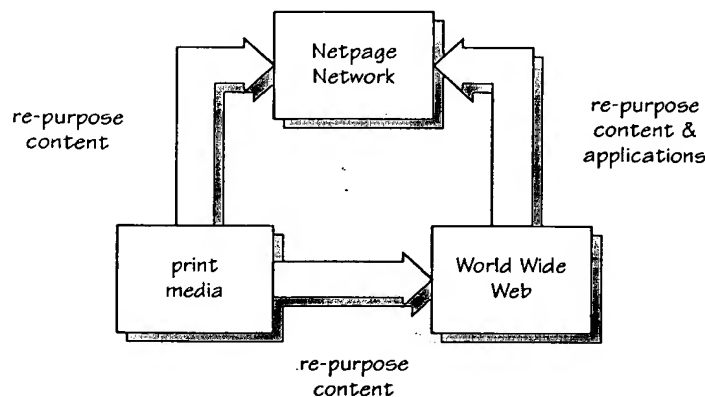 Netpage
Network
re-purpose
content
re-purpose
content &
applications
print
media
World Wide
Web
re-purpose
content